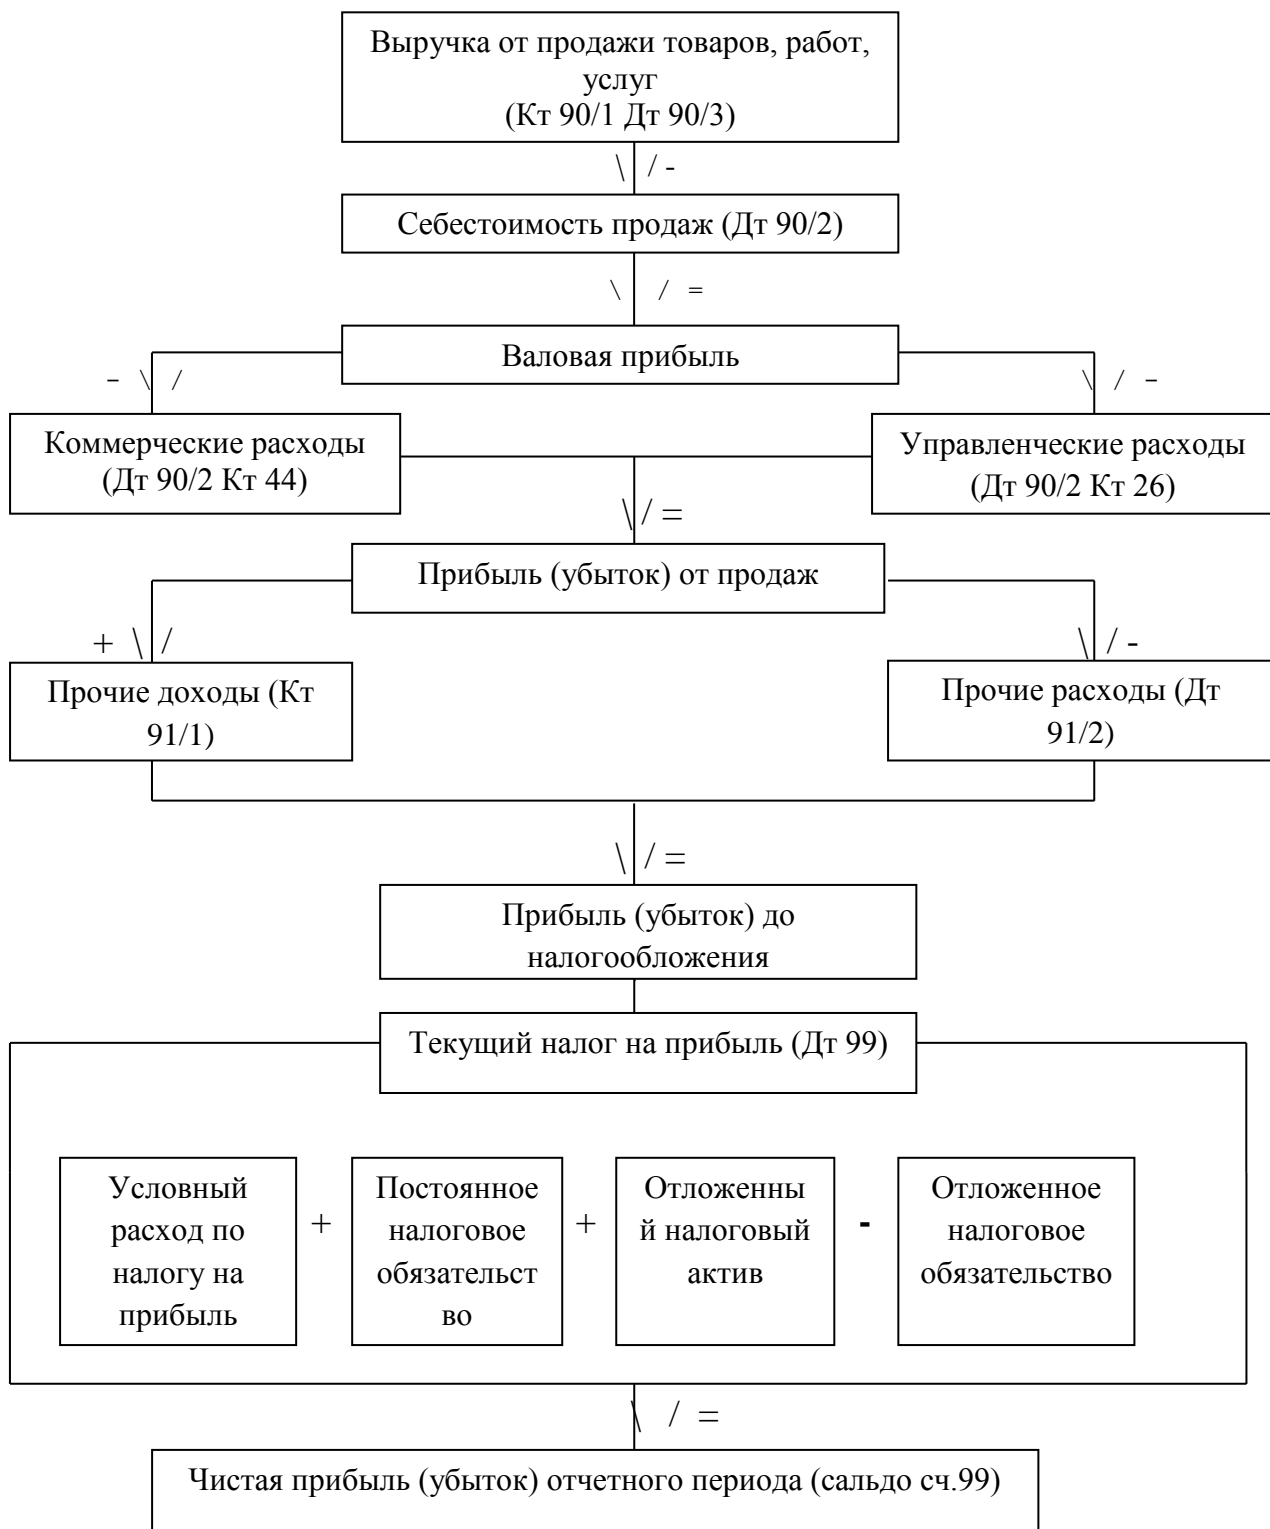 Выручка от продажи товаров, работ,
услуг
(Кт 90/1 Дт 90/3)
\ / -
Себестоимость продаж (Дт 90/2)
\ / =
Валовая прибыль
- \ /
\ / -
Коммерческие расходы
(Дт 90/2 Кт 44)
Управленческие расходы
(Дт 90/2 Кт 26)
\ / =
Прибыль (убыток) от продаж
+ \ /
\ / -
Прочие доходы (Кт
91/1)
Прочие расходы (Дт
91/2)
\ / =
Прибыль (убыток) до
налогообложения
Текущий налог на прибыль (Дт 99)
Условный
расход по
налогу на
прибыль
+
Постоянное
налоговое
обязательст
во
+
Отложенны
й налоговый
актив
-
Отложенное
налоговое
обязательство
\ / =
Чистая прибыль (убыток) отчетного периода (сальдо сч.99)